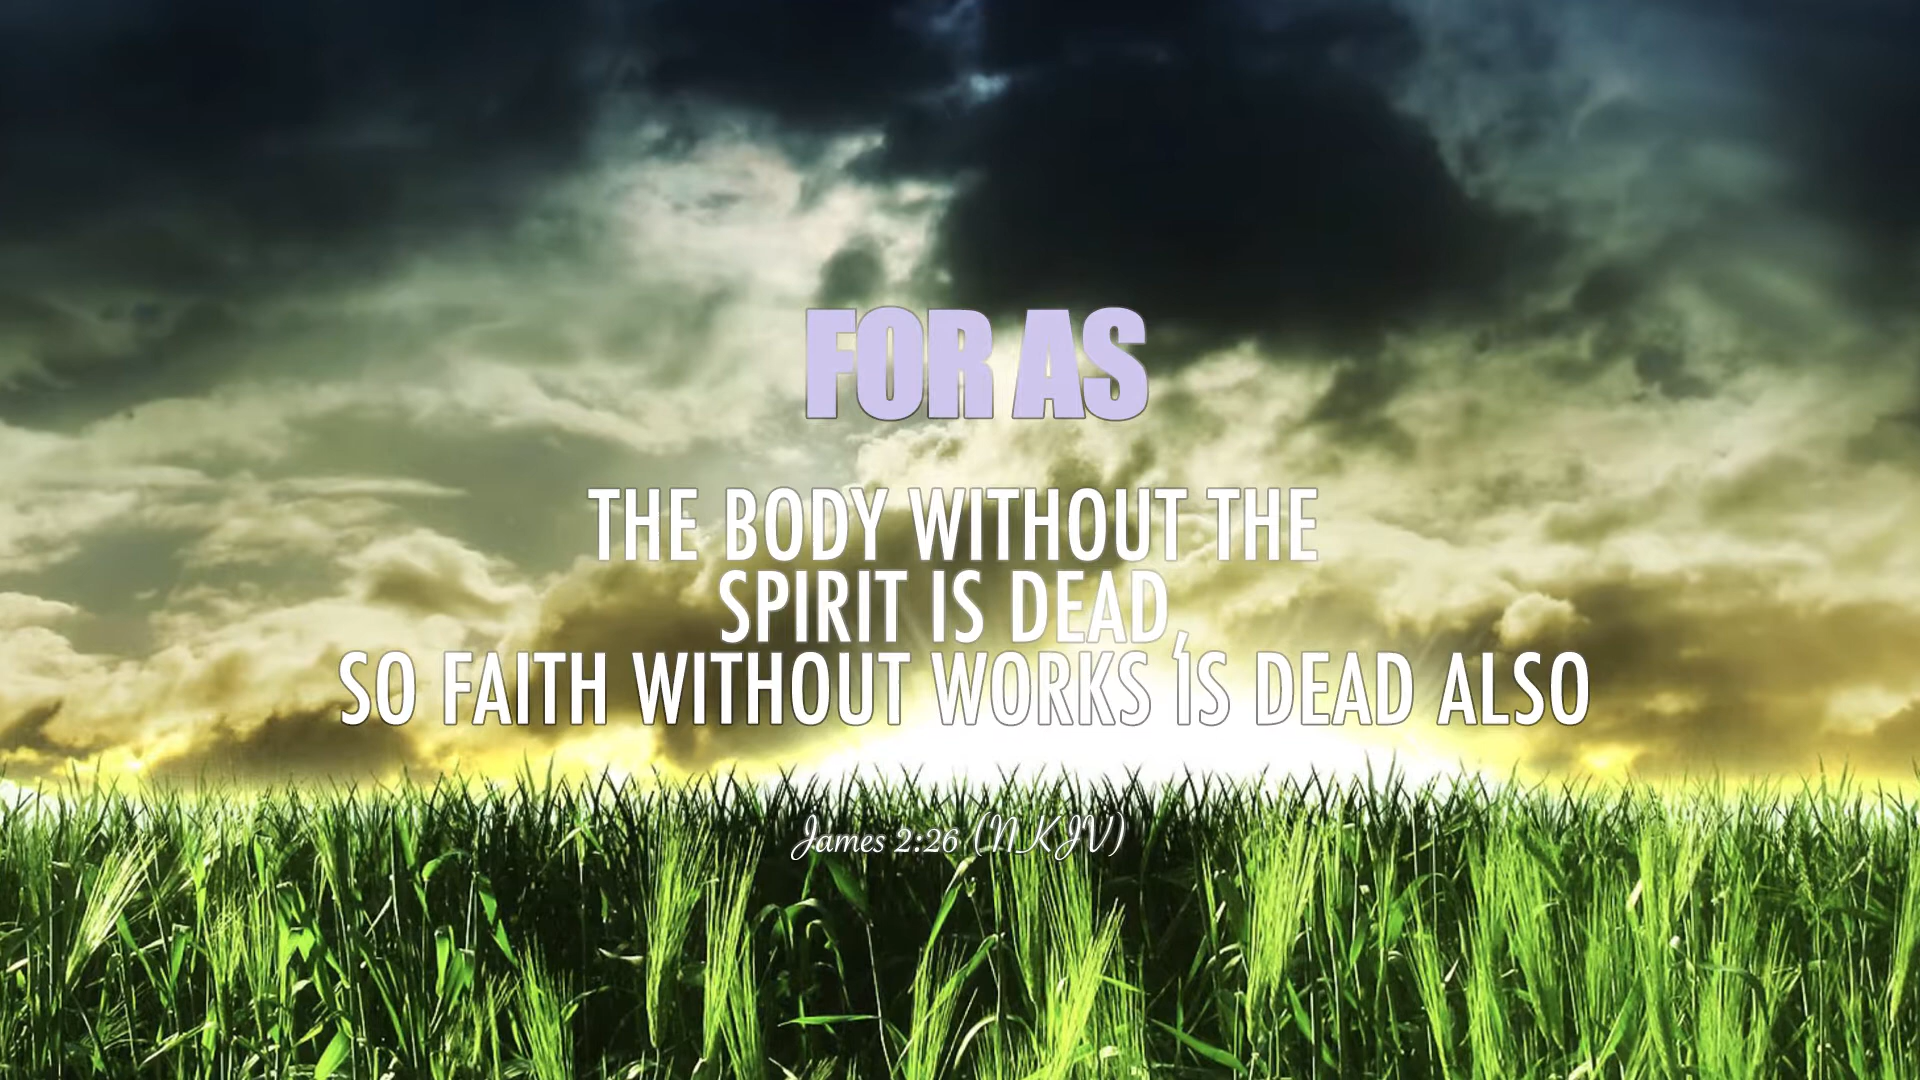 FOR AS
THE BODY WITHOUT THE
SPIRIT IS DEAD,
SO FAITH WITHOUT WORKS IS DEAD ALSO
James 2:26 (NKJV)